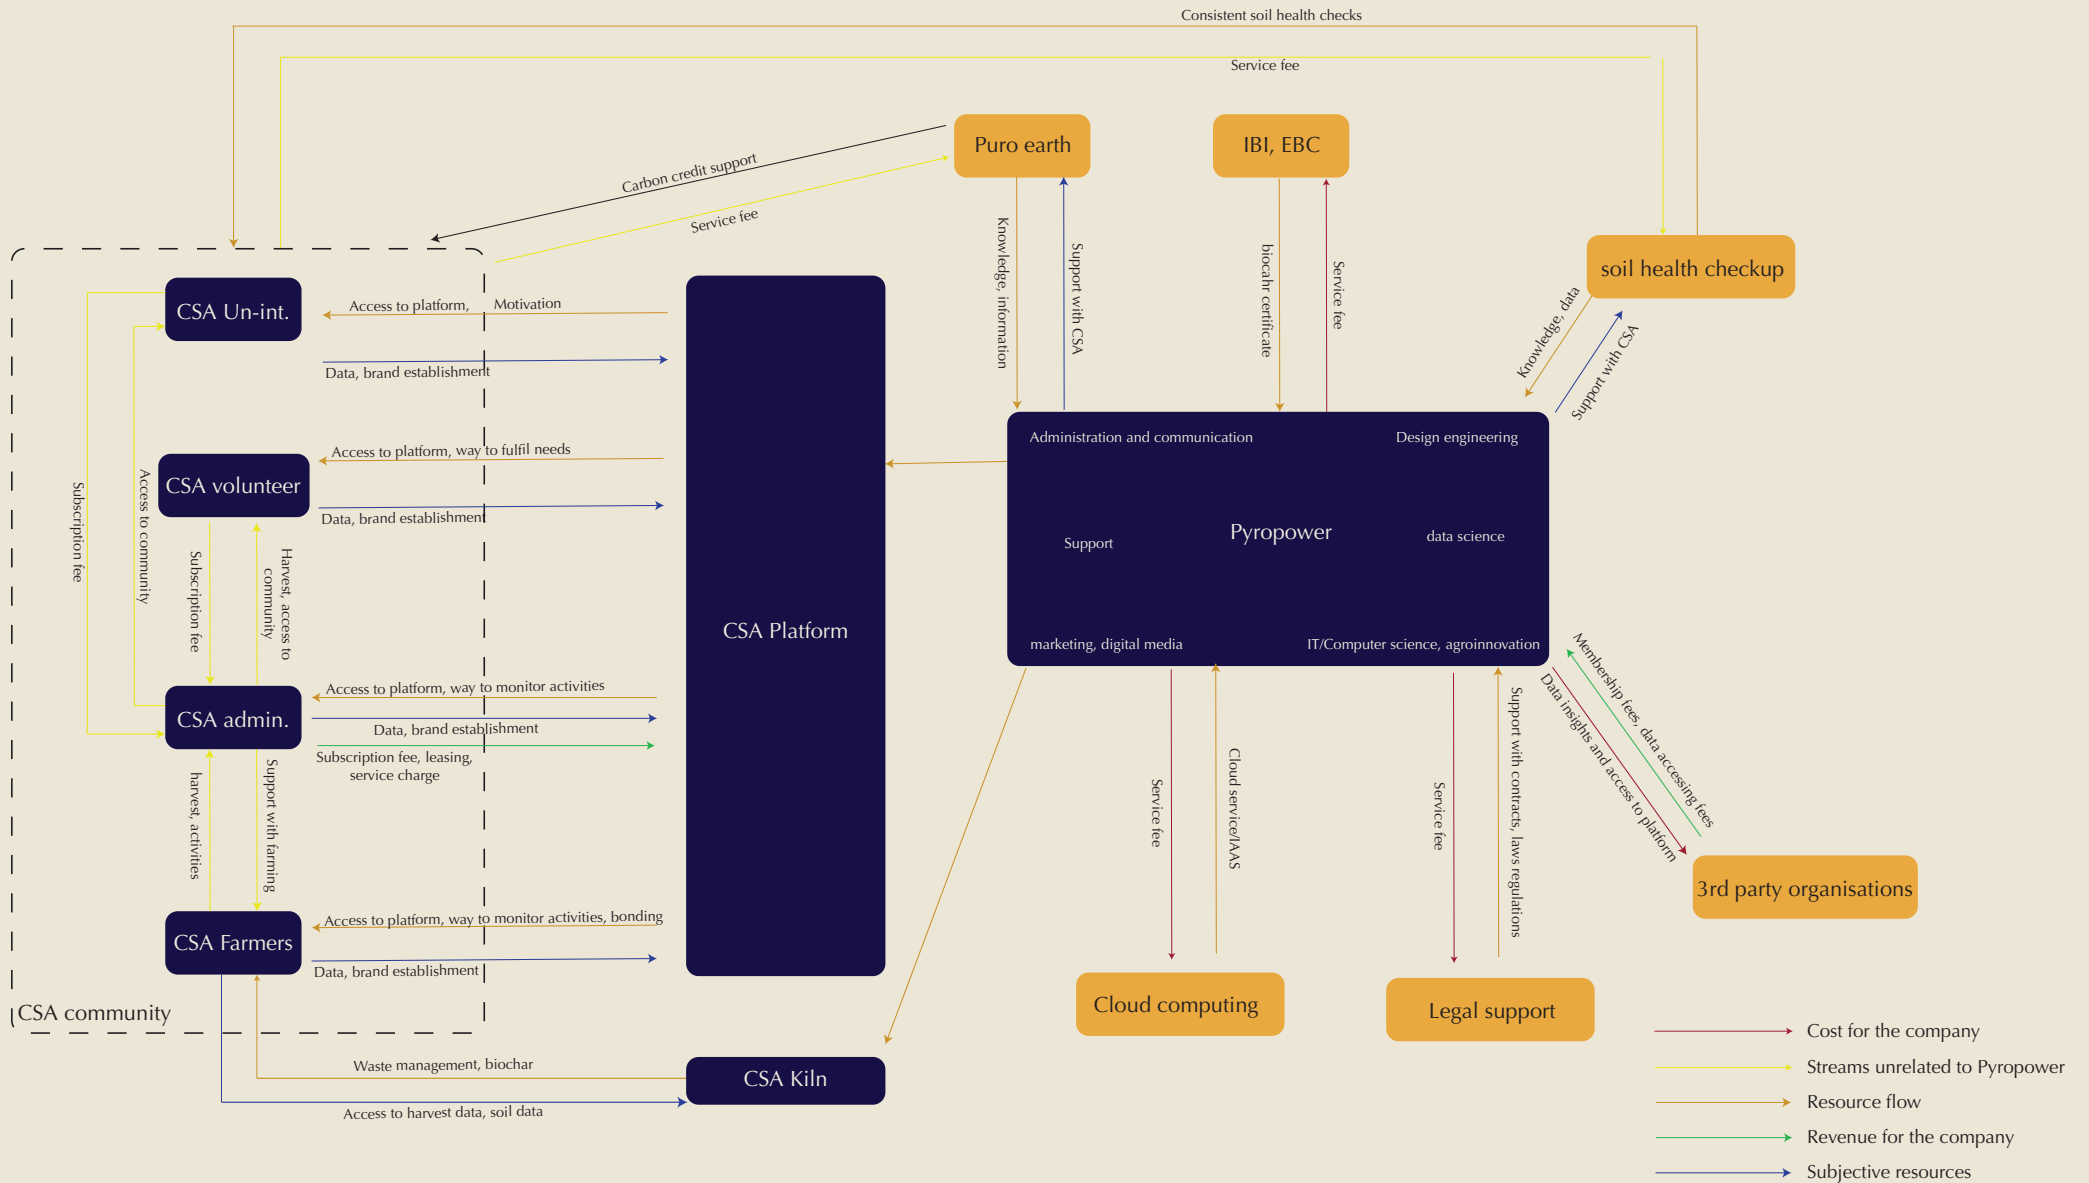 Consistent soil health checks
Service fee
Puro earth
IBI, EBC
Carbon credit support
Service fee
soil health checkup
Knowledge, information
Support with CSA
biocahr certificate
Service fee
Knowledge, data
Support with CSA
CSA Un-int.
Access to platform, Motivation
Data, brand establishment
CSA volunteer
Access to platform, way to fulfil needs
Data, brand establishment
Subscription fee
Access to community
Subscription fee
Harvest, access to
community
CSA admin.
Access to platform, way to monitor activities
Data, brand establishment
Subscription fee, leasing,
service charge
harvest, activities
Support with farming
CSA Farmers
Access to platform, way to monitor activities, bonding
Data, brand establishment
CSA community
CSA Platform
Administration and communication
Design engineering
Pyropower
Support
data science
marketing, digital media
IT/Computer science, agroinnovation
Service fee
Cloud service/IAAS
Service fee
Support with contracts, laws regulations
Membership fees, data accessing fees
Data insights and access to platform
3rd party organisations
Cloud computing
Legal support
Waste management, biochar
CSA Kiln
Access to harvest data, soil data
Cost for the company
Streams unrelated to Pyropower
Resource flow
Revenue for the company
Subjective resources